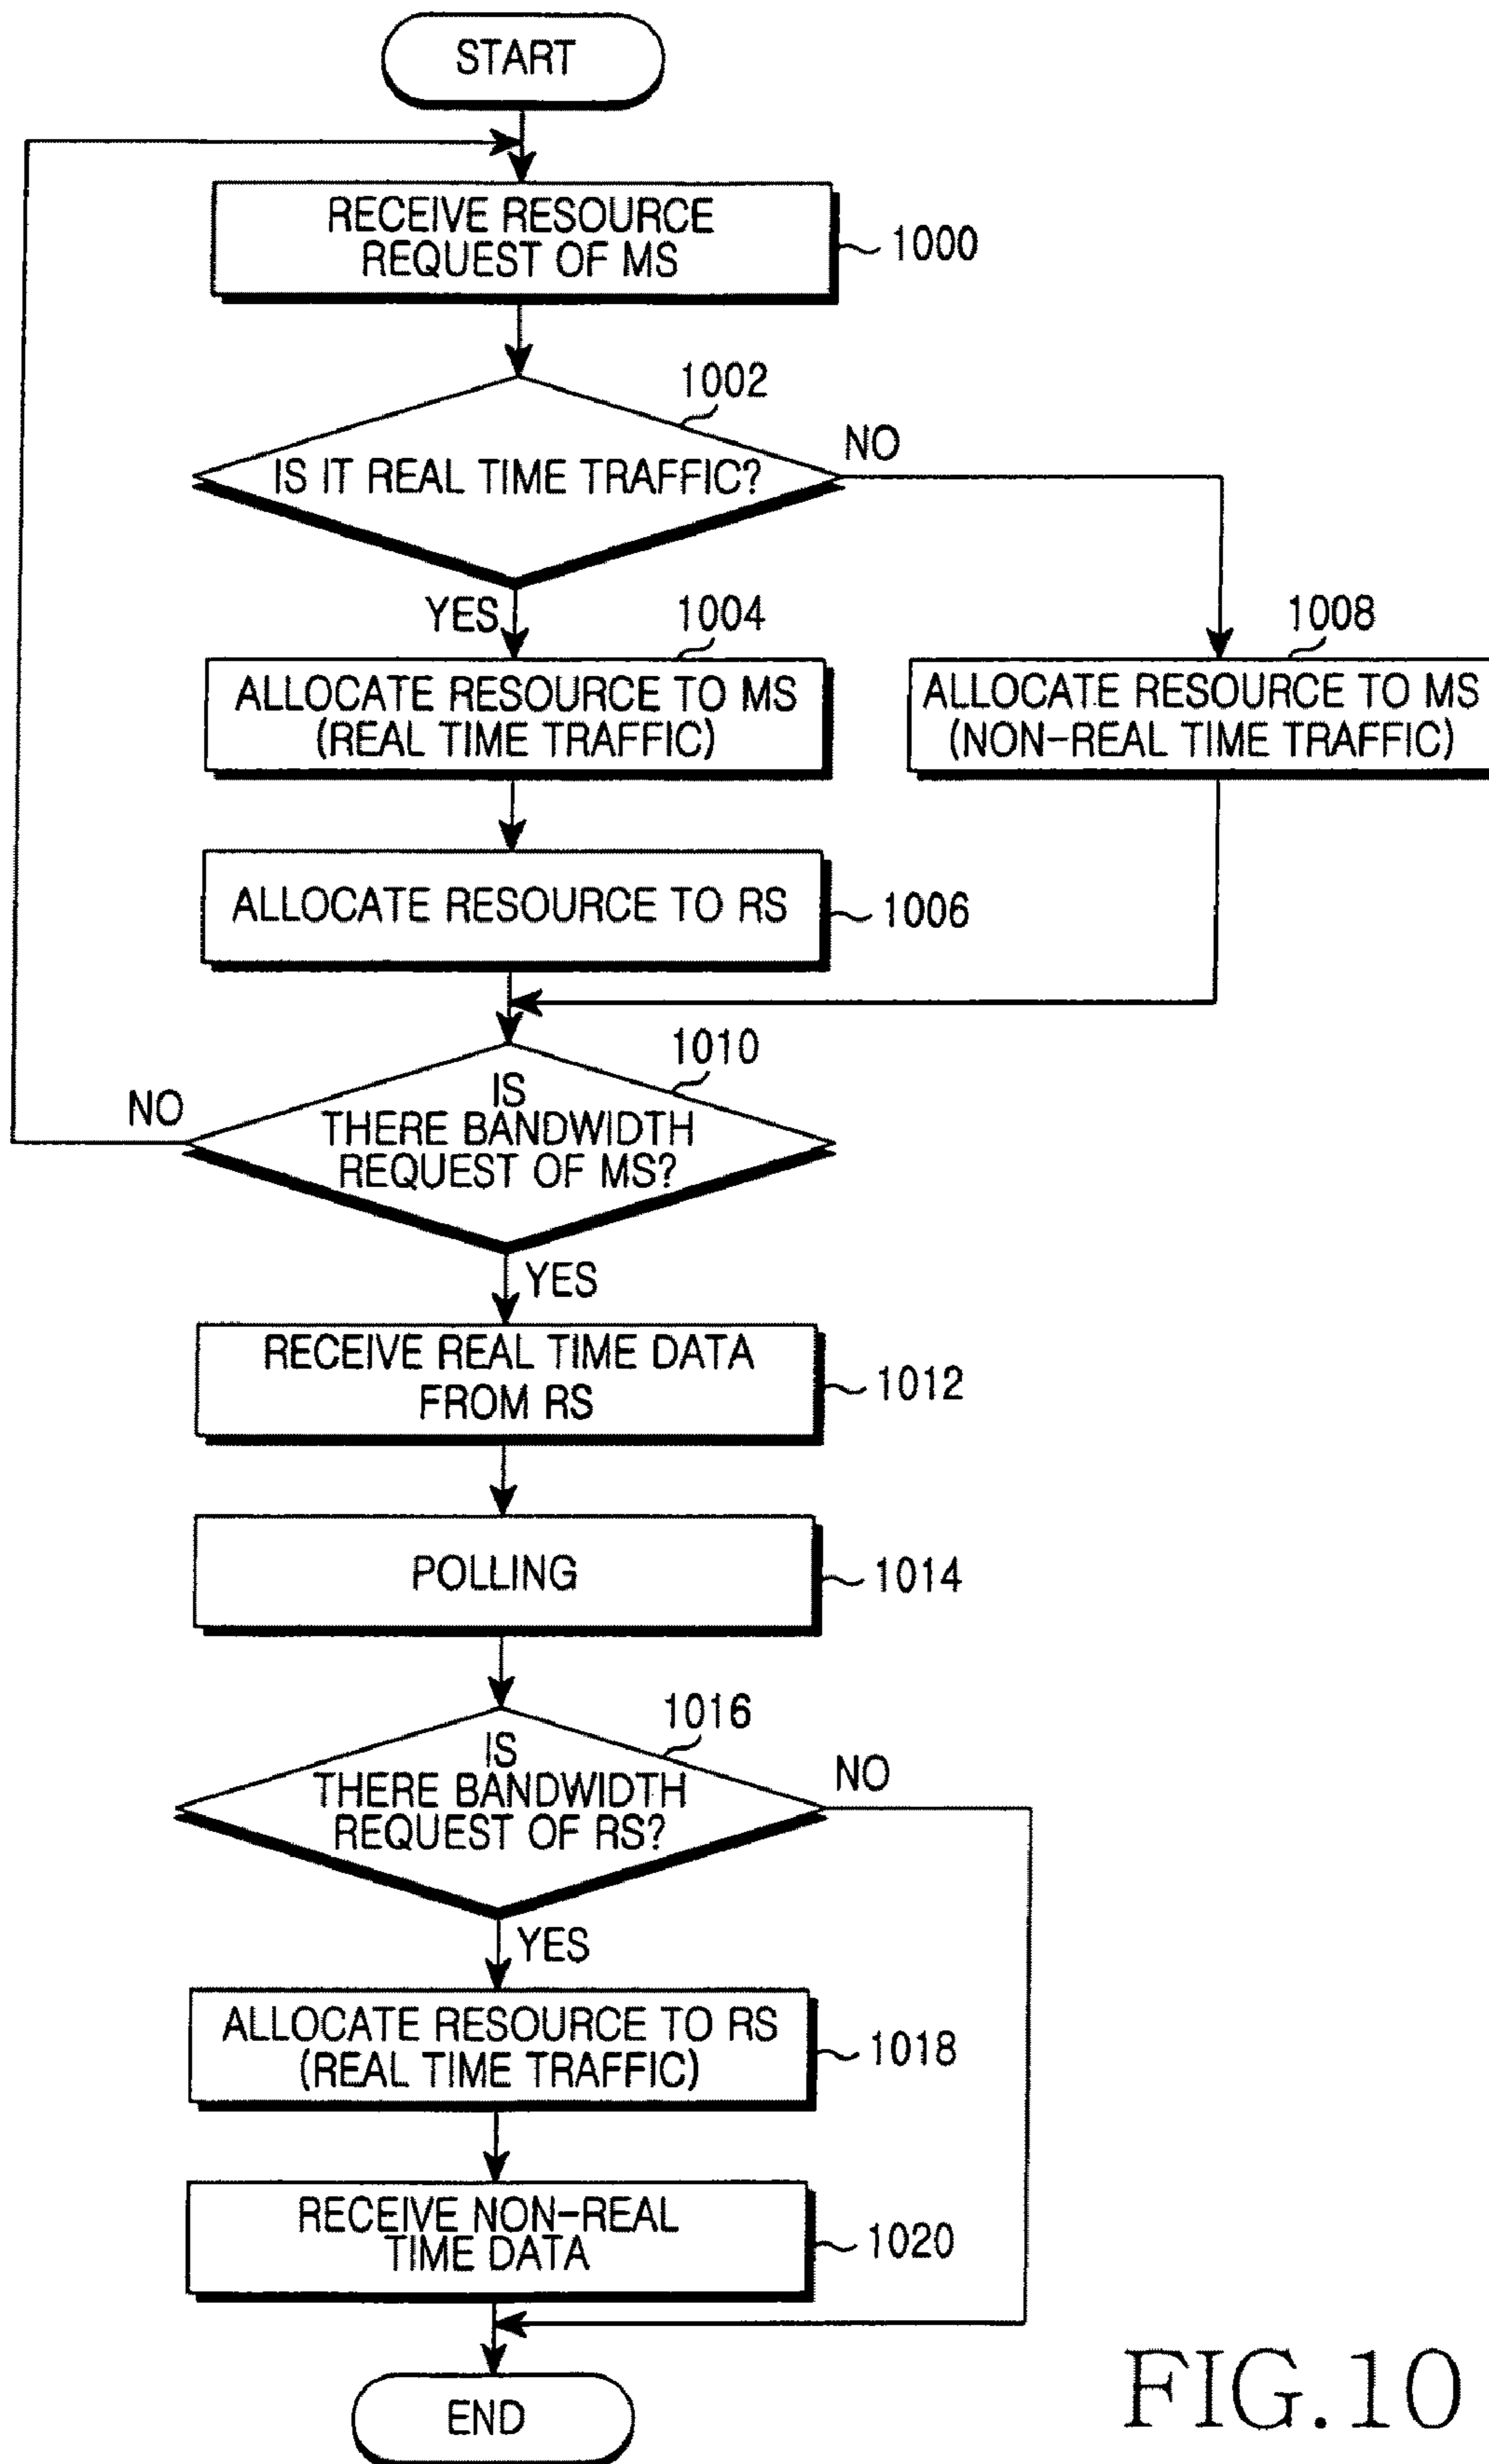 START
RECEIVE RESOURCE
REQUEST OF MS
1000
1002
IS IT REAL TIME TRAFFIC?
NO
YES
1004
1008
ALLOCATE RESOURCE TO MS
(REAL TIME TRAFFIC)
ALLOCATE RESOURCE TO MS
(NON-REAL TIME TRAFFIC)
ALLOCATE RESOURCE TO RS
1006
1010
IS
THERE BANDWIDTH
REQUEST OF MS?
NO
YES
RECEIVE REAL TIME DATA
FROM RS
1012
POLLING
1014
1016
IS
THERE BANDWIDTH
REQUEST OF RS?
NO
YES
ALLOCATE RESOURCE TO RS
(REAL TIME TRAFFIC)
1018
RECEIVE NON-REAL
TIME DATA
1020
END
FIG.10